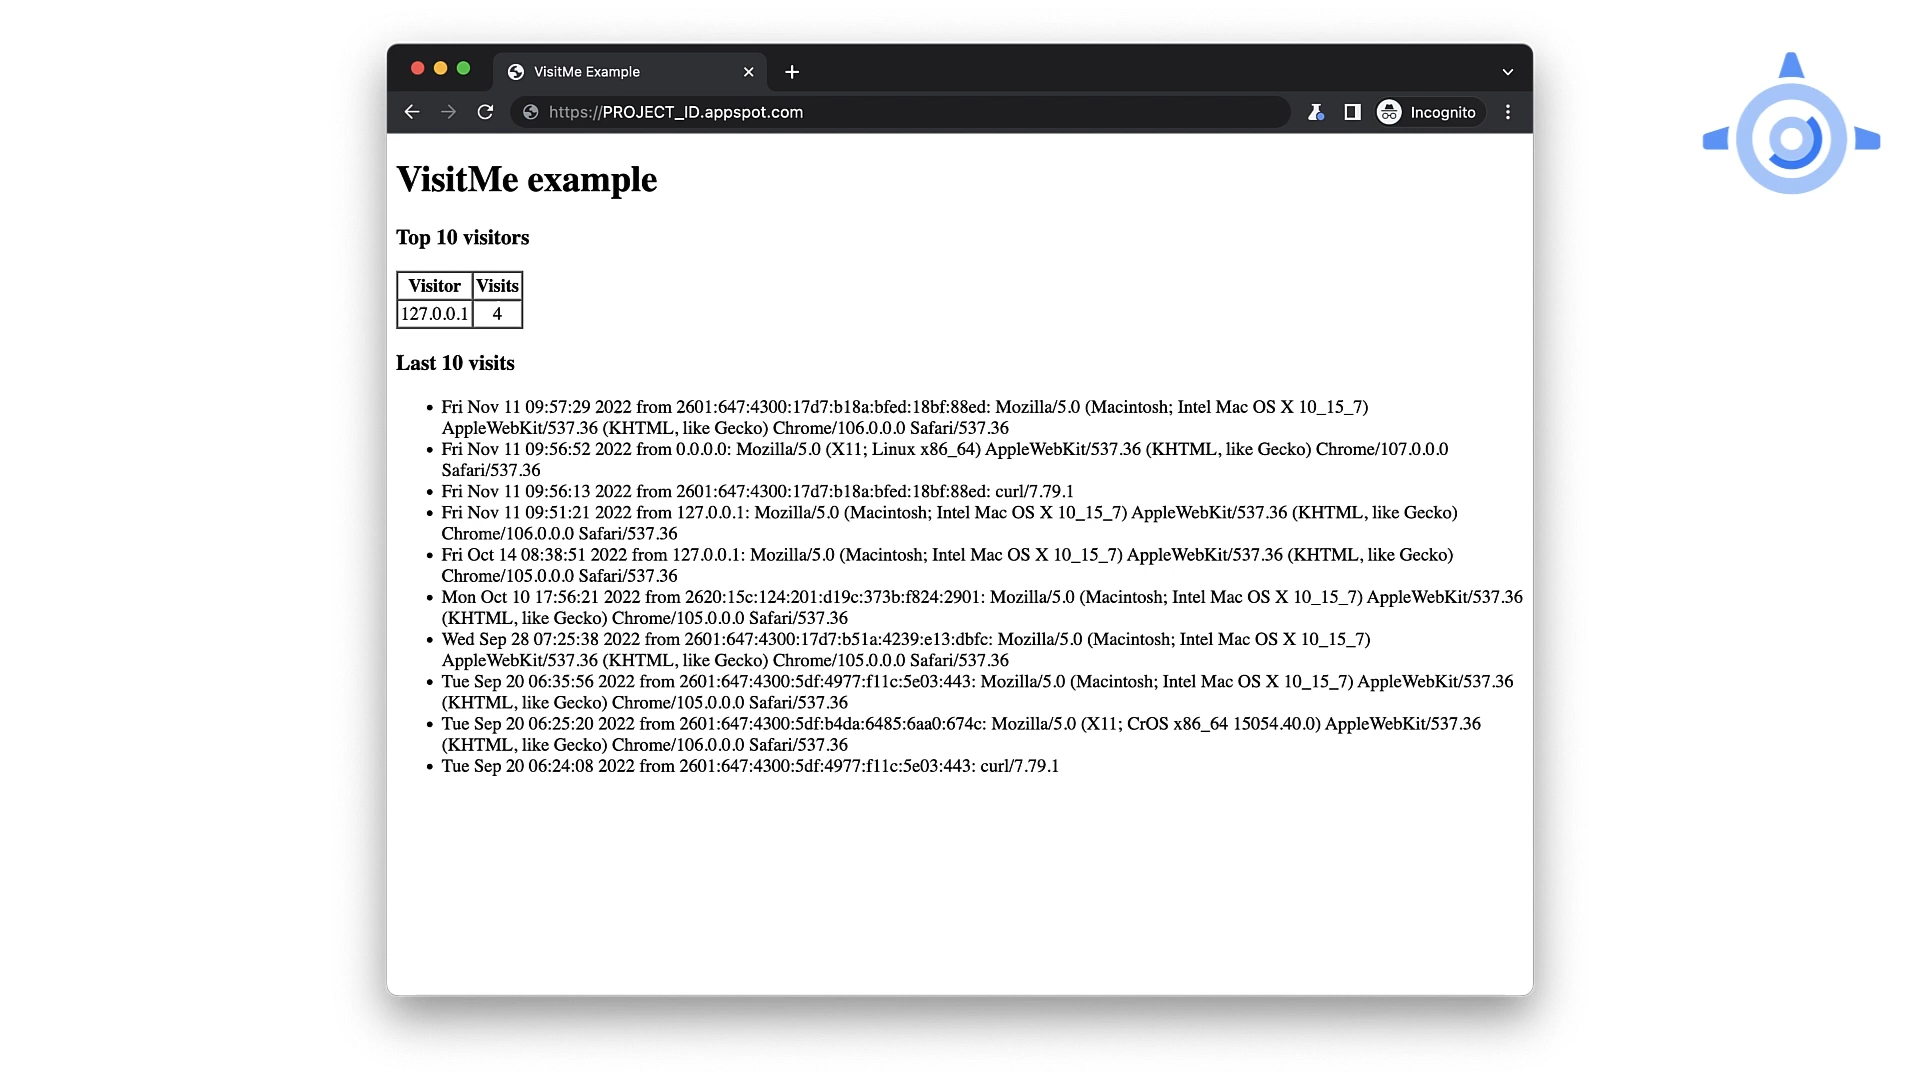 VisitMe Example
https://PROJECT_ID.appspot.com
Incognito
VisitMe example
Top 10 visitors
Visitor Visits
127.0.0.1 4
Last 10 visits
• Fri Nov 11 09:57:29 2022 from 2601:647:4300:17d7:b18a:bfed:18bf:88ed: Mozilla/5.0 (Macintosh; Intel Mac OS X 10_15_7)
AppleWebKit/537.36 (KHTML, like Gecko) Chrome/106.0.0.0 Safari/537.36
• Fri Nov 11 09:56:52 2022 from 0.0.0.0: Mozilla/5.0 (X11; Linux x86_64) AppleWebKit/537.36 (KHTML, like Gecko) Chrome/107.0.0.0
Safari/537.36
• Fri Nov 11 09:56:13 2022 from 2601:647:4300:17d7:b18a:bfed:18bf:88ed: curl/7.79.1
• Fri Nov 11 09:51:21 2022 from 127.0.0.1: Mozilla/5.0 (Macintosh; Intel Mac OS X 10_15_7) AppleWebKit/537.36 (KHTML, like Gecko)
Chrome/106.0.0.0 Safari/537.36
• Fri Oct 14 08:38:51 2022 from 127.0.0.1: Mozilla/5.0 (Macintosh; Intel Mac OS X 10_15_7) AppleWebKit/537.36 (KHTML, like Gecko)
Chrome/105.0.0.0 Safari/537.36
• Mon Oct 10 17:56:21 2022 from 2620:15c:124:201:d19c:373b:f824:2901: Mozilla/5.0 (Macintosh; Intel Mac OS X 10_15_7) AppleWebKit/537.36
(KHTML, like Gecko) Chrome/105.0.0.0 Safari/537.36
• Wed Sep 28 07:25:38 2022 from 2601:647:4300:17d7:b51a:4239:e13:dbfc: Mozilla/5.0 (Macintosh; Intel Mac OS X 10_15_7)
AppleWebKit/537.36 (KHTML, like Gecko) Chrome/105.0.0.0 Safari/537.36
• Tue Sep 20 06:35:56 2022 from 2601:647:4300:5df:4977:f11c:5e03:443: Mozilla/5.0 (Macintosh; Intel Mac OS X 10_15_7) AppleWebKit/537.36
(KHTML, like Gecko) Chrome/105.0.0.0 Safari/537.36
• Tue Sep 20 06:25:20 2022 from 2601:647:4300:5df:b4da:6485:6aa0:674c: Mozilla/5.0 (X11; CrOS x86_64 15054.40.0) AppleWebKit/537.36
(KHTML, like Gecko) Chrome/106.0.0.0 Safari/537.36
• Tue Sep 20 06:24:08 2022 from 2601:647:4300:5df:4977:f11c:5e03:443: curl/7.79.1